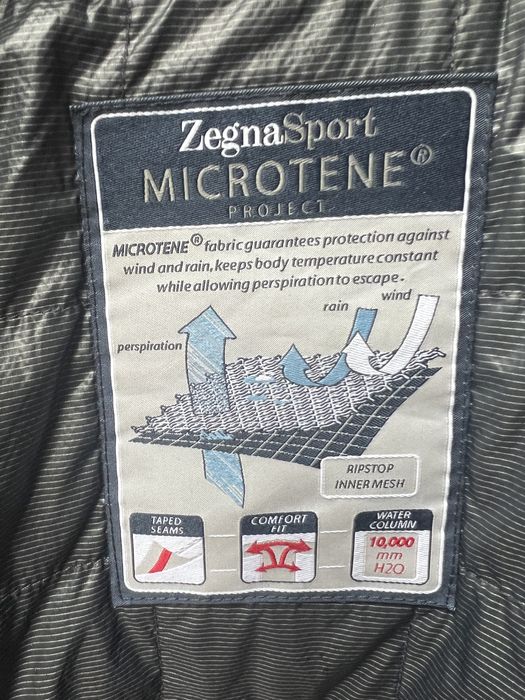 ZegnaSport
MICROTENE®
PROJECT
MICROTENE® fabric guarantees protection against
wind and rain, keeps body temperature constant
while allowing perspiration to escape.
wind
rain
perspiration
RIPSTOP
INNER MESH
TAPED
SEAMS
COMFORT
FIT
WATER
COLUMN
10,000
mm
H2O